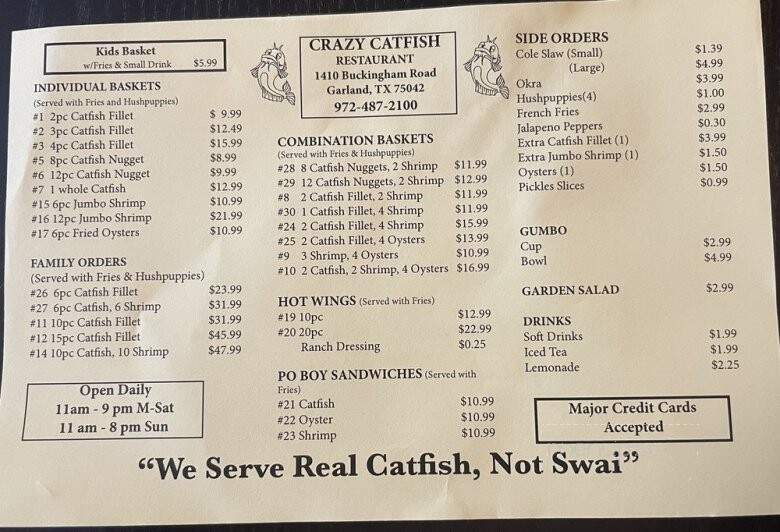 Kids Basket
w/Fries & Small Drink $5.99
INDIVIDUAL BASKETS
(Served with Fries and Hushpuppies)
#1 2pc Catfish Fillet $ 9.99
#2 3pc Catfish Fillet $12.49
#3 4pc Catfish Fillet $15.99
#5 8pc Catfish Nugget $8.99
#6 12pc Catfish Nugget $9.99
#7 1 whole Catfish $12.99
#15 6pc Jumbo Shrimp $10.99
#16 12pc Jumbo Shrimp $21.99
#17 6pc Fried Oysters $10.99
FAMILY ORDERS
(Served with Fries & Hushpuppies)
#26 6pc Catfish Fillet $23.99
#27 6pc Catfish, 6 Shrimp $31.99
#11 10pc Catfish Fillet $31.99
#12 15pc Catfish Fillet $45.99
#14 10pc Catfish, 10 Shrimp $47.99
Open Daily
11am - 9 pm M-Sat
11 am - 8 pm Sun
CRAZY CATFISH
RESTAURANT
1410 Buckingham Road
Garland, TX 75042
972-487-2100
COMBINATION BASKETS
(Served with Fries & Hushpuppies)
#28 8 Catfish Nuggets, 2 Shrimp $11.99
#29 12 Catfish Nuggets, 2 Shrimp $12.99
#8 2 Catfish Fillet, 2 Shrimp $11.99
#30 1 Catfish Fillet, 4 Shrimp $11.99
#24 2 Catfish Fillet, 4 Shrimp $15.99
#25 2 Catfish Fillet, 4 Oysters $13.99
#9 3 Shrimp, 4 Oysters $10.99
#10 2 Catfish, 2 Shrimp, 4 Oysters $16.99
HOT WINGS (Served with Fries)
#19 10pc $12.99
#20 20pc $22.99
Ranch Dressing $0.25
PO BOY SANDWICHES (Served with
Fries)
#21 Catfish $10.99
#22 Oyster $10.99
#23 Shrimp $10.99
SIDE ORDERS
Cole Slaw (Small) $1.39
(Large) $4.99
Okra $3.99
Hushpuppies(4) $1.00
French Fries $2.99
Jalapeno Peppers $0.30
Extra Catfish Fillet (1) $3.99
Extra Jumbo Shrimp (1) $1.50
Oysters (1) $1.50
Pickles Slices $0.99
GUMBO
Cup $2.99
Bowl $4.99
GARDEN SALAD $2.99
DRINKS
Soft Drinks $1.99
Iced Tea $1.99
Lemonade $2.25
Major Credit Cards
Accepted
“We Serve Real Catfish, Not Swai”